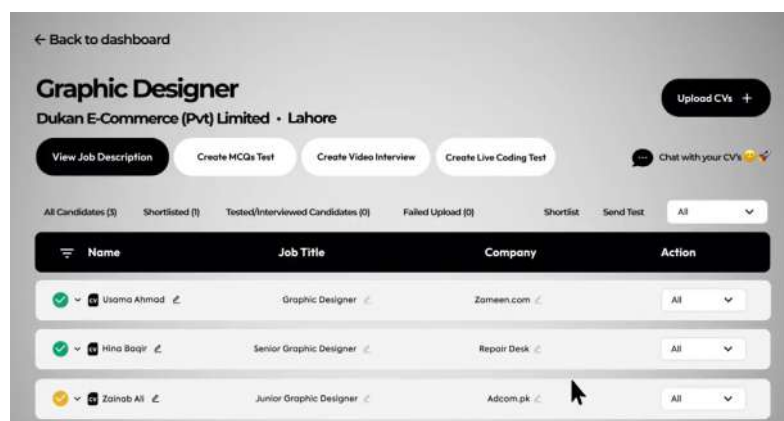 ← Back to dashboard
Graphic Designer
Upload CVs +
Dukan E-Commerce (Pvt) Limited • Lahore
View Job Description Create MCQs Test Create Video Interview Create Live Coding Test Chat with your CV's 😊🚀
All Candidates (3) Shortlisted (1) Tested/Interviewed Candidates (0) Failed Upload (0) Shortlist Send Test All
Name Job Title Company Action
CV Usama Ahmad Graphic Designer Zameen.com All
CV Hina Baqir Senior Graphic Designer Repair Desk All
CV Zainab Ali Junior Graphic Designer Adcom.pk All